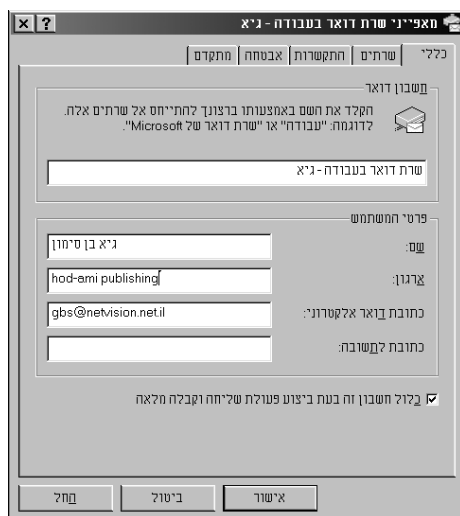 מאפייני שרת דואר בעבודה - גיא
כללי שרתים התקשרות אבטחה מתקדם
חשבון דואר
הקלד את השם באמצעותו ברצונך להתייחס אל שרתים אלה.
לדוגמה: "עבודה" או "שרת דואר של Microsoft".
שרת דואר בעבודה - גיא
פרטי המשתמש
שם: גיא בן סימון
ארגון: hod-ami publishing
כתובת דואר אלקטרוני: gbs@netvision.net.il
כתובת לתשובה:
כלול חשבון זה בעת ביצוע פעולת שליחה וקבלה מלאה
אישור ביטול החל